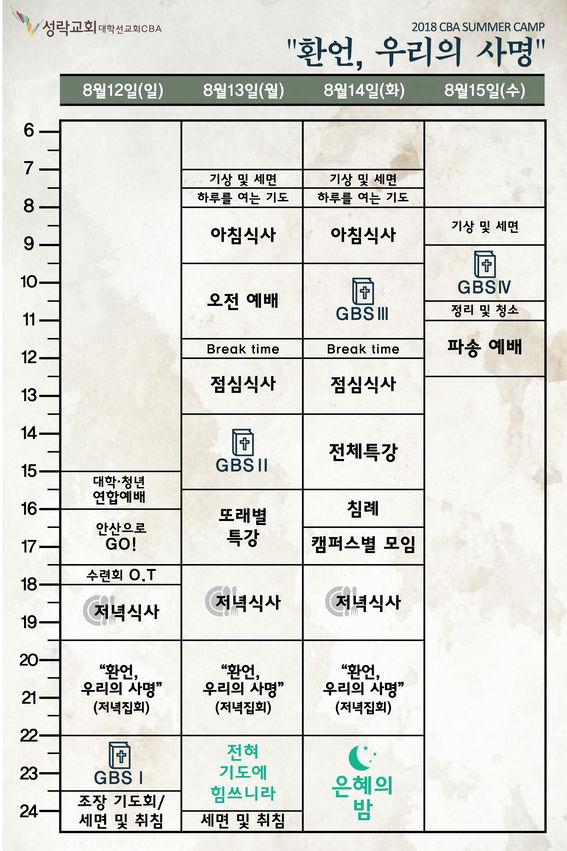 성락교회 대학선교회CBA
2018 CBA SUMMER CAMP
"환언, 우리의 사명"
8월12일(일) 8월13일(월) 8월14일(화) 8월15일(수)
6
7
8
9
10
11
12
13
14
15
16
17
18
19
20
21
22
23
24
대학·청년
연합예배
안산으로
GO!
수련회 O.T
저녁식사
“환언,
우리의 사명”
(저녁집회)
GBS I
조장 기도회/
세면 및 취침
기상 및 세면
하루를 여는 기도
아침식사
오전 예배
Break time
점심식사
GBS II
또래별
특강
저녁식사
“환언,
우리의 사명”
(저녁집회)
전혀
기도에
힘쓰니라
세면 및 취침
기상 및 세면
하루를 여는 기도
아침식사
GBS III
Break time
점심식사
전체특강
침례
캠퍼스별 모임
저녁식사
“환언,
우리의 사명”
(저녁집회)
은혜의
밤
기상 및 세면
GBS IV
정리 및 청소
파송 예배